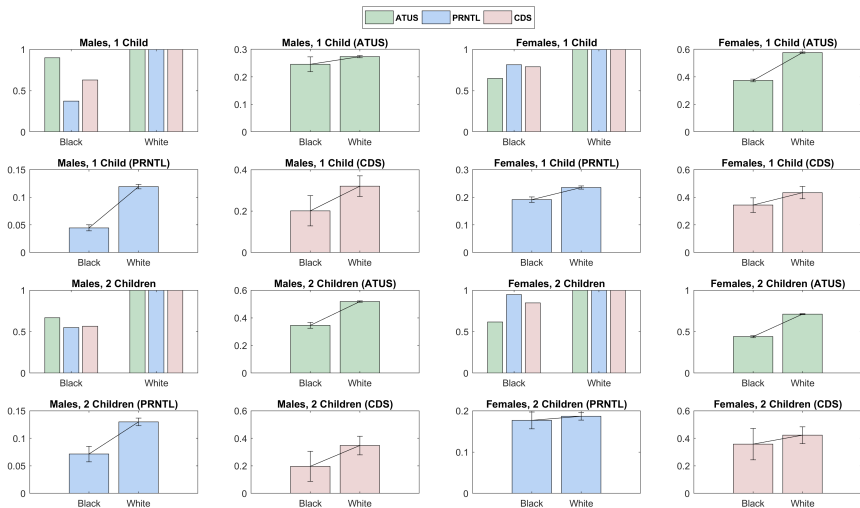 ATUS PRNTL CDS
Males, 1 Child
1
0.5
0
Black White
Males, 1 Child (ATUS)
0.3
0.2
0.1
0
Black White
Females, 1 Child
1
0.5
0
Black White
Females, 1 Child (ATUS)
0.6
0.4
0.2
0
Black White
Males, 1 Child (PRNTL)
0.15
0.1
0.05
0
Black White
Males, 1 Child (CDS)
0.4
0.2
0
Black White
Females, 1 Child (PRNTL)
0.3
0.2
0.1
0
Black White
Females, 1 Child (CDS)
0.6
0.4
0.2
0
Black White
Males, 2 Children
1
0.5
0
Black White
Males, 2 Children (ATUS)
0.6
0.4
0.2
0
Black White
Females, 2 Children
1
0.5
0
Black White
Females, 2 Children (ATUS)
1
0.5
0
Black White
Males, 2 Children (PRNTL)
0.15
0.1
0.05
0
Black White
Males, 2 Children (CDS)
0.6
0.4
0.2
0
Black White
Females, 2 Children (PRNTL)
0.2
0.1
0
Black White
Females, 2 Children (CDS)
0.6
0.4
0.2
0
Black White